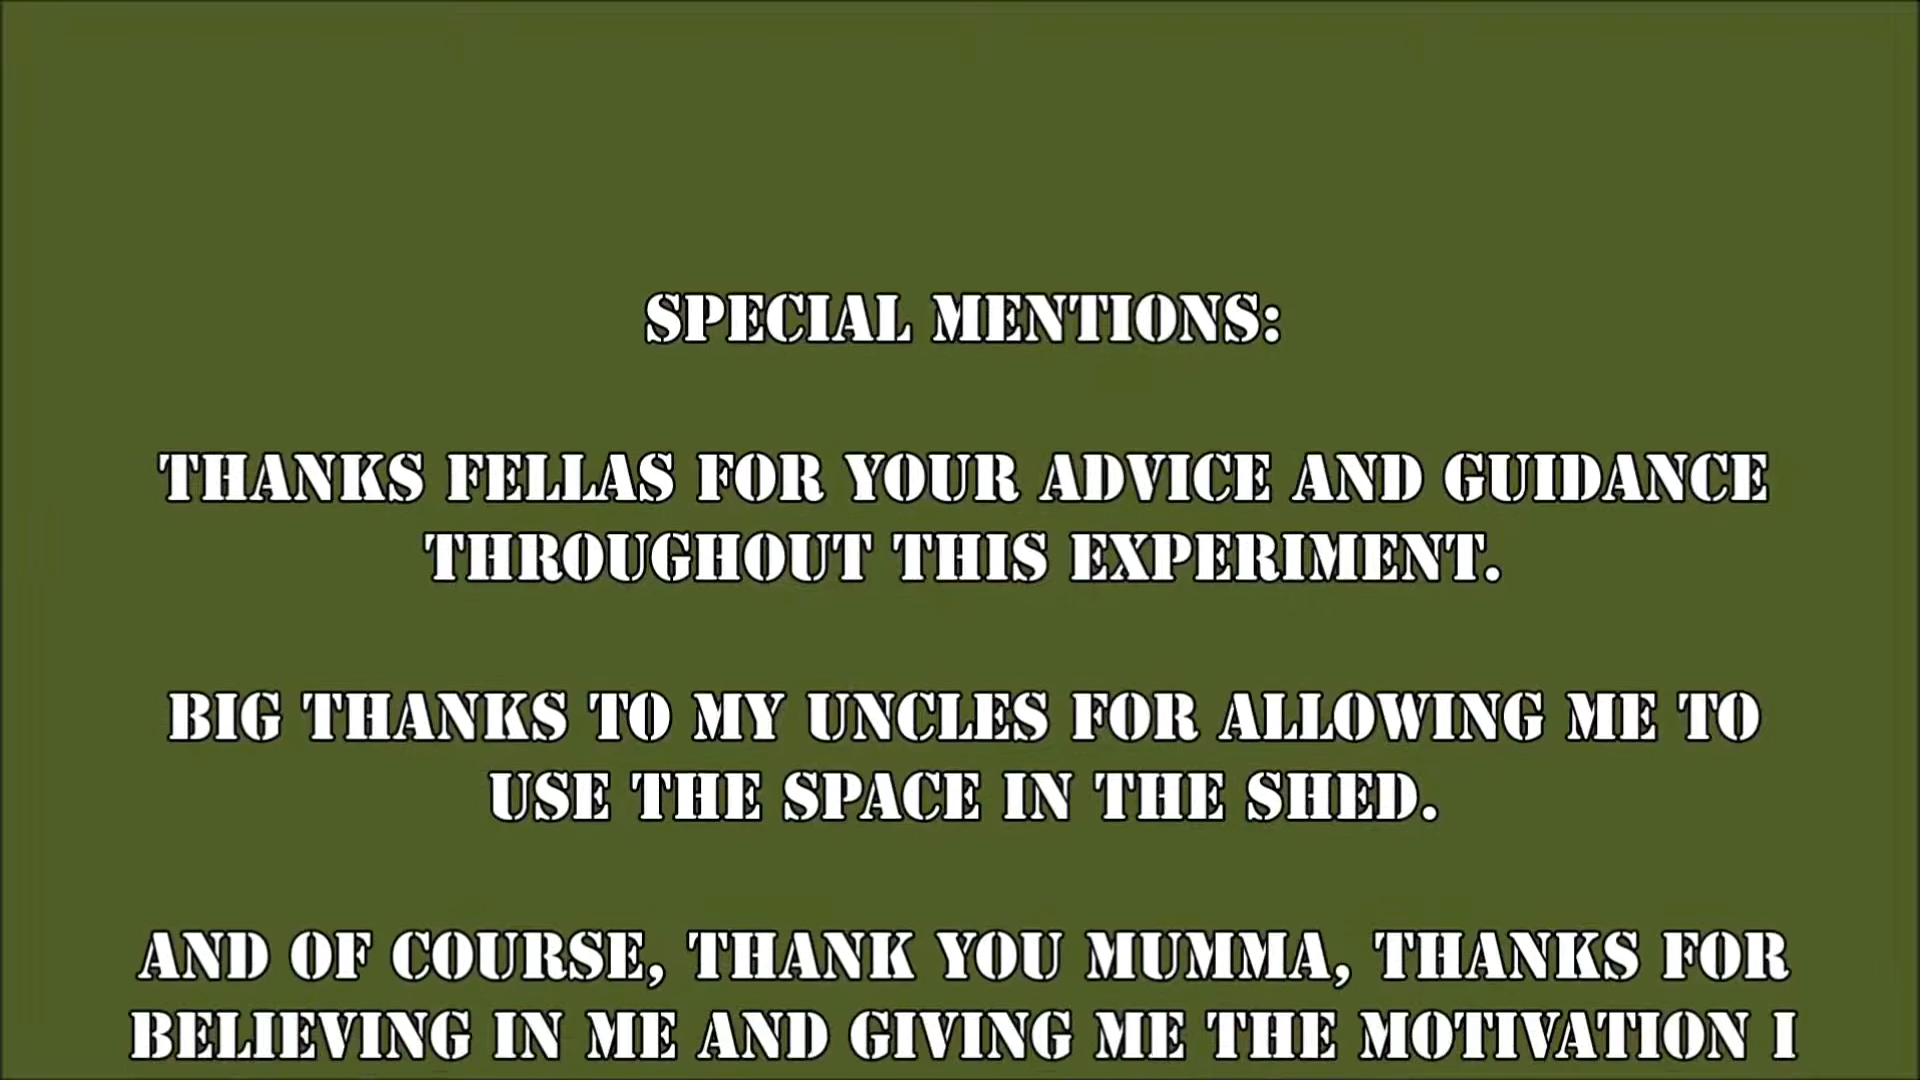 SPECIAL MENTIONS:
THANKS FELLAS FOR YOUR ADVICE AND GUIDANCE
THROUGHOUT THIS EXPERIMENT.
BIG THANKS TO MY UNCLES FOR ALLOWING ME TO
USE THE SPACE IN THE SHED.
AND OF COURSE, THANK YOU MUMMA, THANKS FOR
BELIEVING IN ME AND GIVING ME THE MOTIVATION I